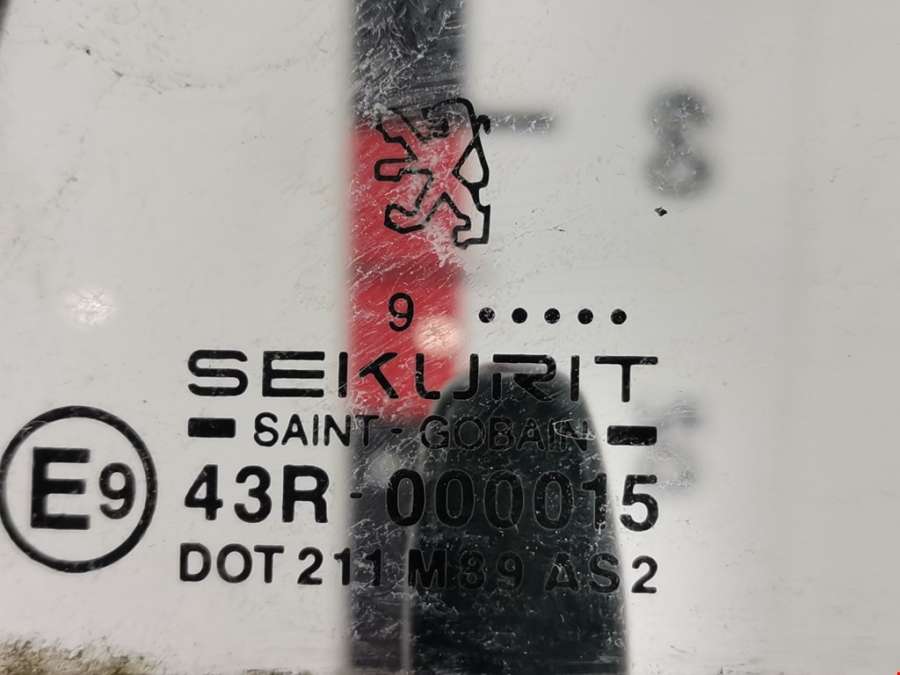 9 .....
SEKURIT
SAINT-GOBAIN
E9
43R-000015
DOT 211 M89 AS2